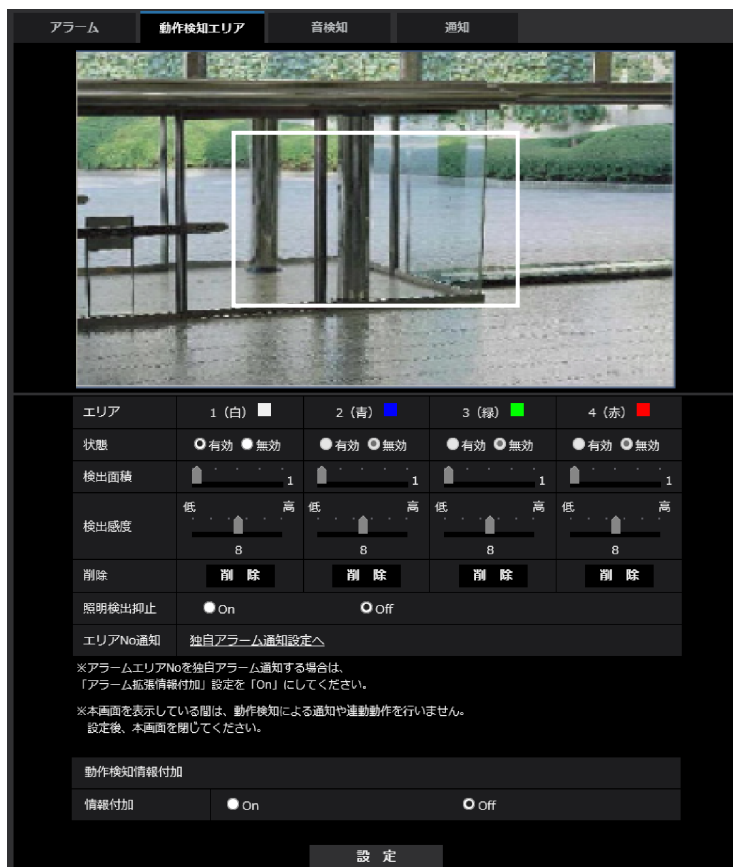 アラーム 動作検知エリア 音検知 通知
エリア 1（白） 2（青） 3（緑） 4（赤）
状態 有効 無効 有効 無効 有効 無効 有効 無効
検出面積 1 1 1 1
検出感度 低 高 低 高 低 高 低 高
8 8 8 8
削除 削 除 削 除 削 除 削 除
照明検出抑止 On Off
エリアNo通知 独自アラーム通知設定へ
※アラームエリアNoを独自アラーム通知する場合は、
「アラーム拡張情報付加」設定を「On」にしてください。
※本画面を表示している間は、動作検知による通知や連動動作を行いません。
設定後、本画面を閉じてください。
動作検知情報付加
情報付加 On Off
設 定